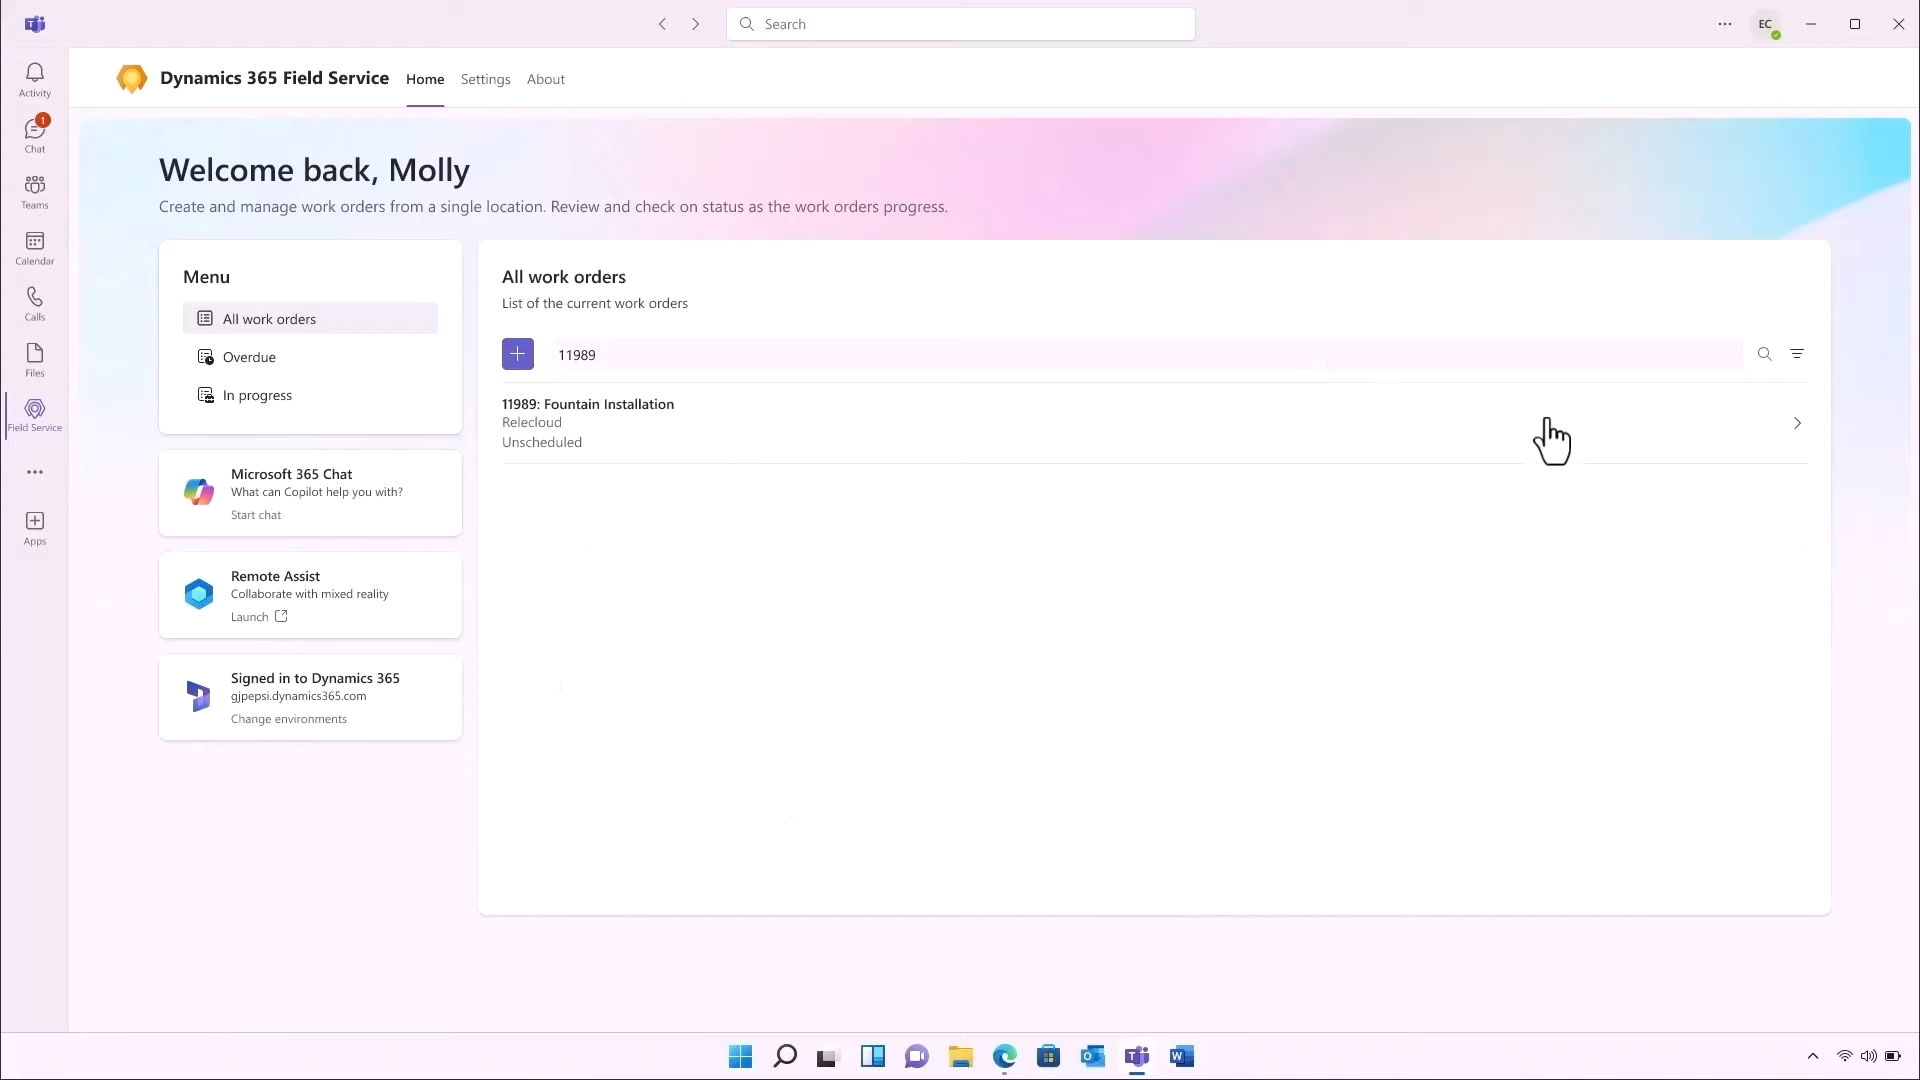 Search
EC
Activity
1
Chat
Teams
Calendar
Calls
Files
Field Service
Apps
Dynamics 365 Field Service
Home
Settings
About
Welcome back, Molly
Create and manage work orders from a single location. Review and check on status as the work orders progress.
Menu
All work orders
Overdue
In progress
Microsoft 365 Chat
What can Copilot help you with?
Start chat
Remote Assist
Collaborate with mixed reality
Launch
Signed in to Dynamics 365
gjpepsi.dynamics365.com
Change environments
All work orders
List of the current work orders
11989
11989: Fountain Installation
Relecloud
Unscheduled